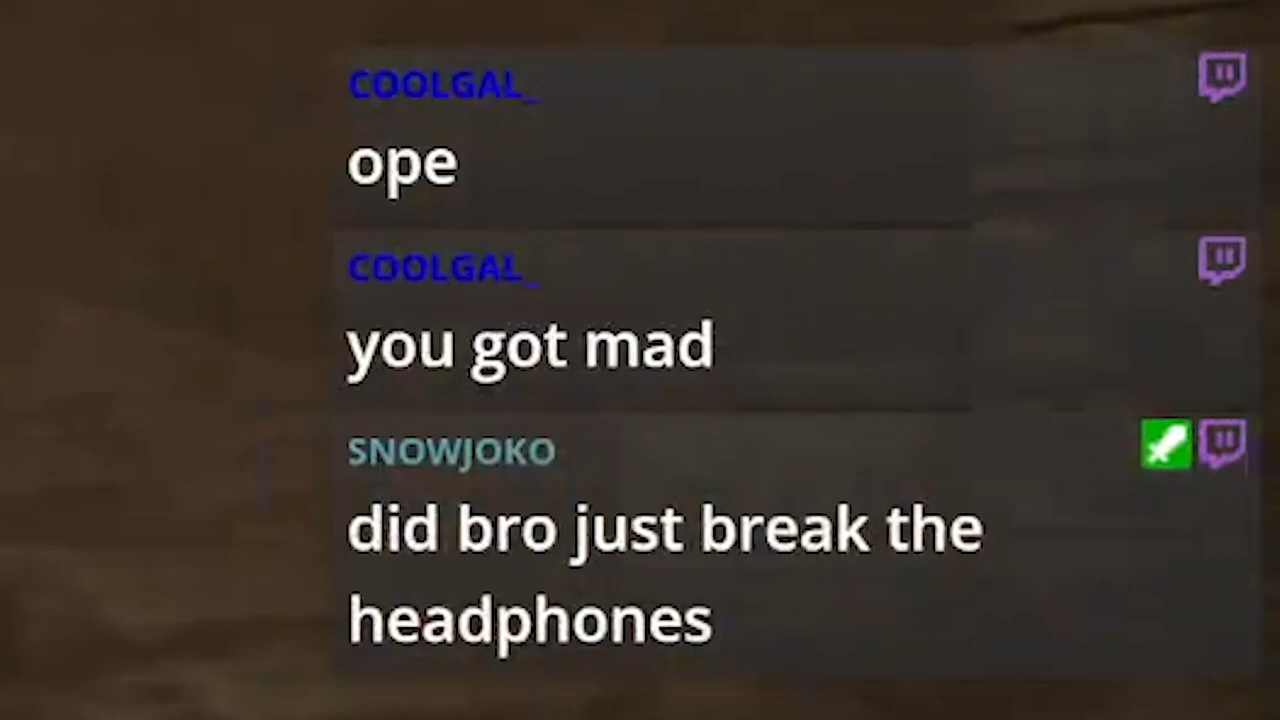 COOLGAL_
ope
COOLGAL_
you got mad
SNOWJOKO
did bro just break the
headphones